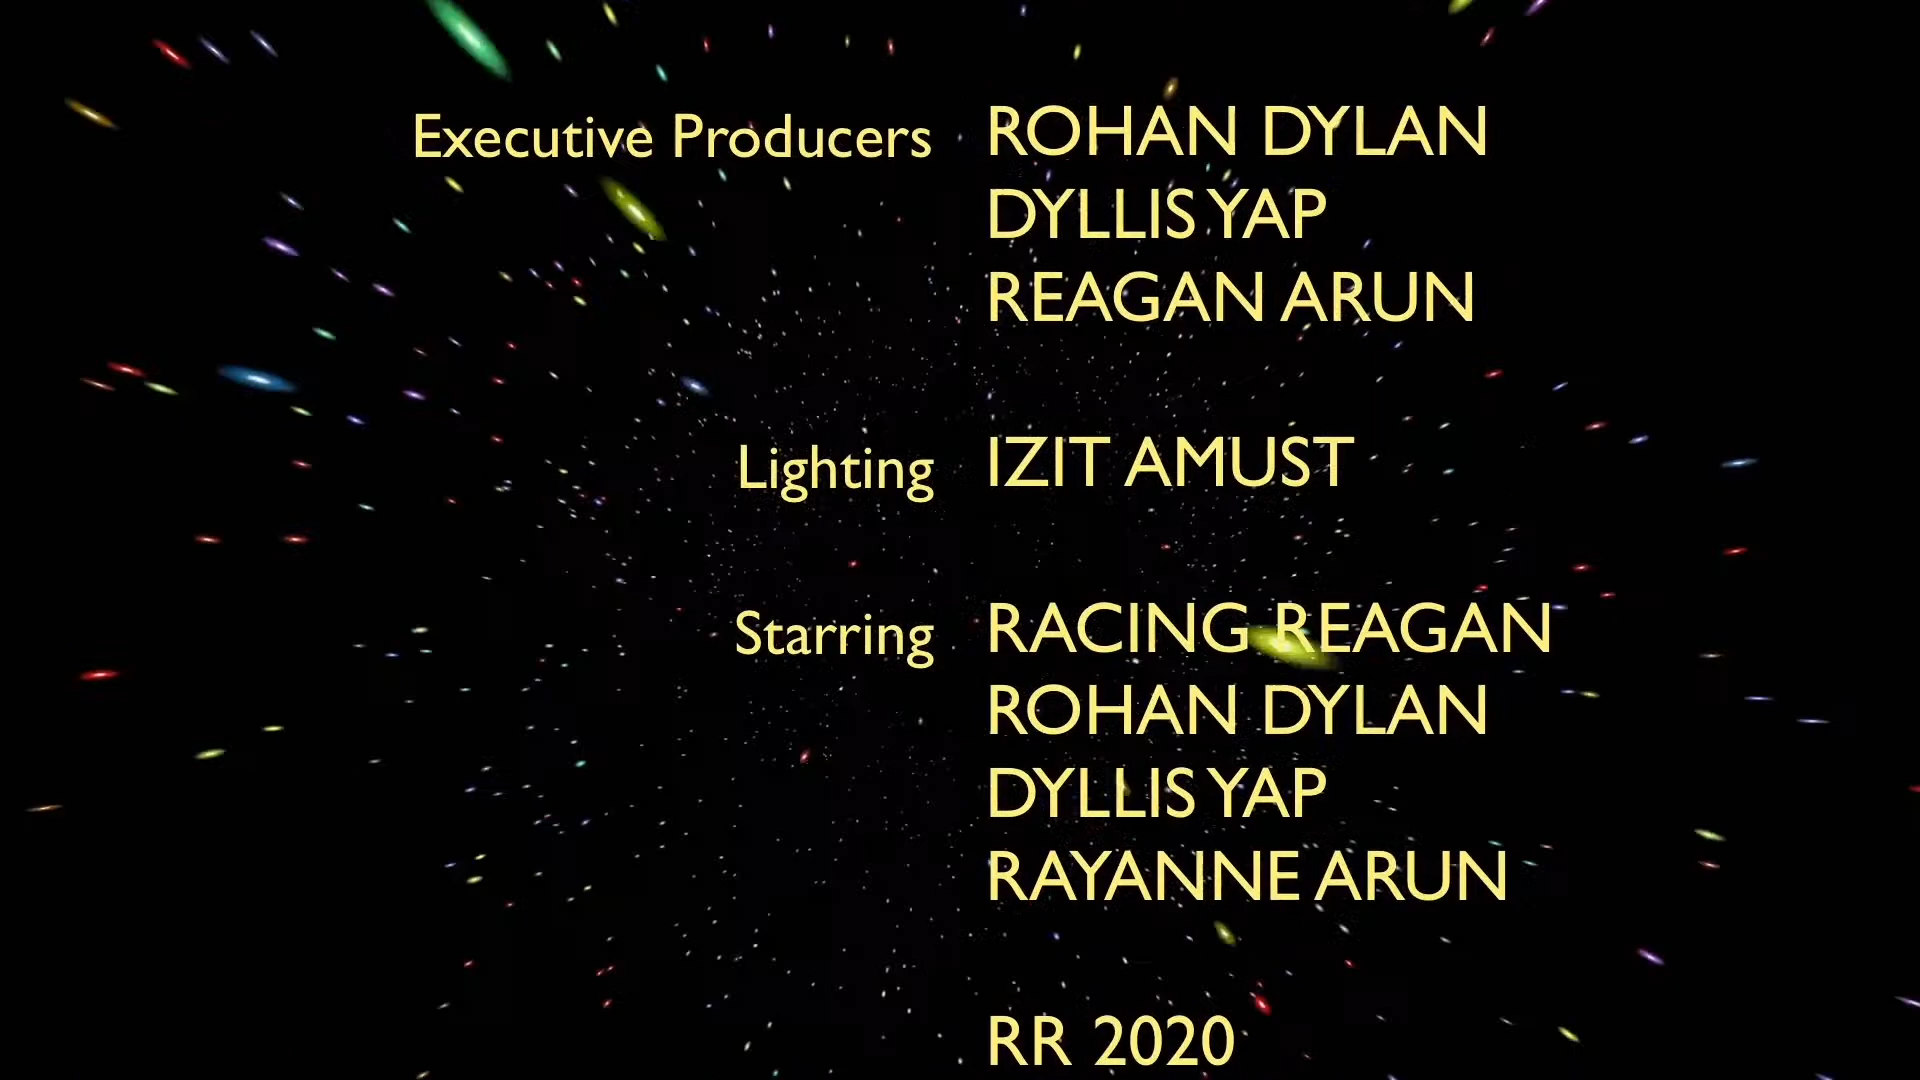 Executive Producers ROHAN DYLAN
DYLLIS YAP
REAGAN ARUN
Lighting IZIT AMUST
Starring RACING REAGAN
ROHAN DYLAN
DYLLIS YAP
RAYANNE ARUN
RR 2020